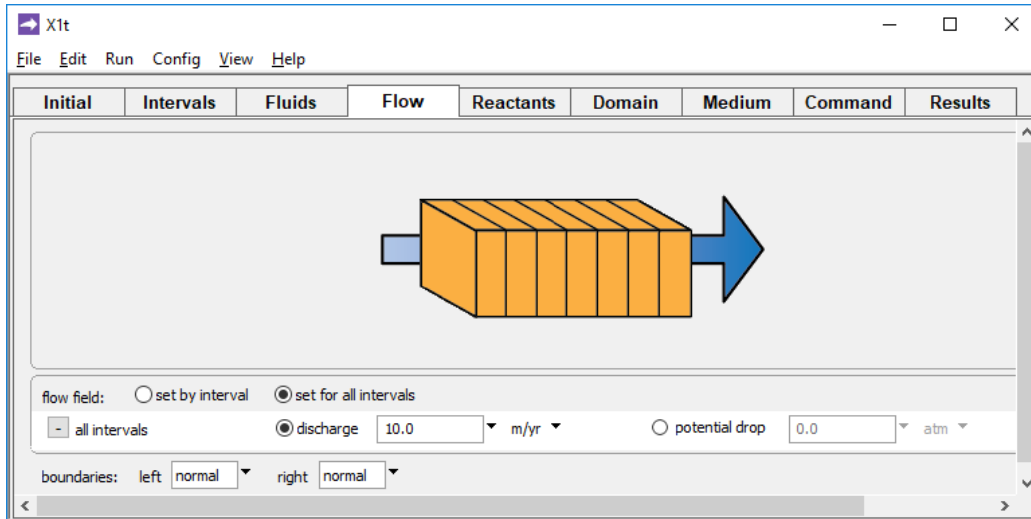 X1t
File Edit Run Config View Help
Initial Intervals Fluids Flow Reactants Domain Medium Command Results
flow field: set by interval set for all intervals
- all intervals discharge 10.0 m/yr potential drop 0.0 atm
boundaries: left normal right normal